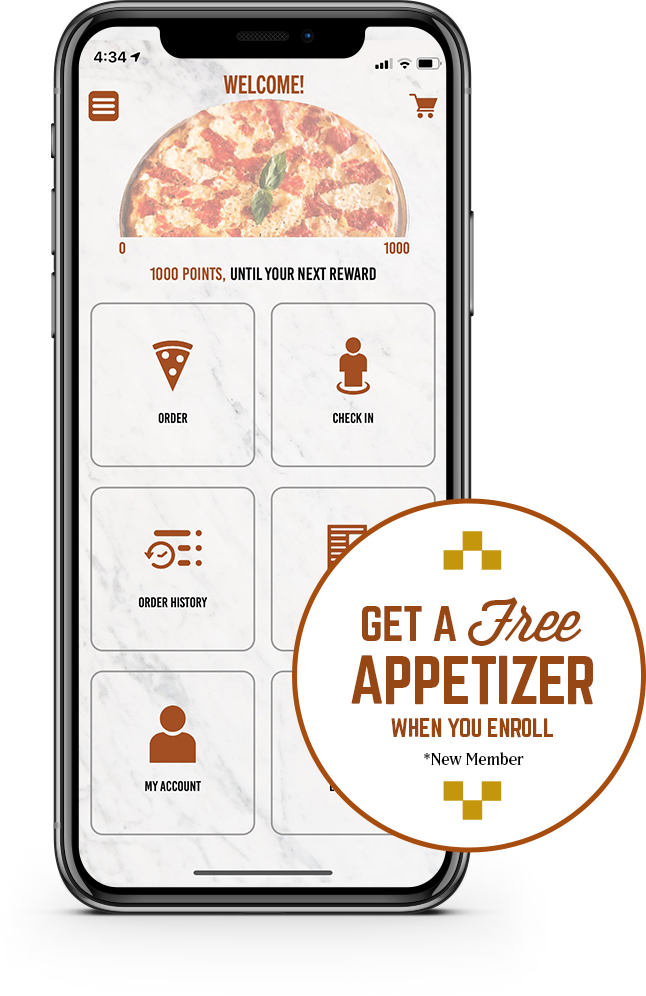 4:34
WELCOME!
0 1000
1000 POINTS, UNTIL YOUR NEXT REWARD
ORDER
CHECK IN
ORDER HISTORY
MY ACCOUNT
GET A Free
APPETIZER
WHEN YOU ENROLL
*New Member